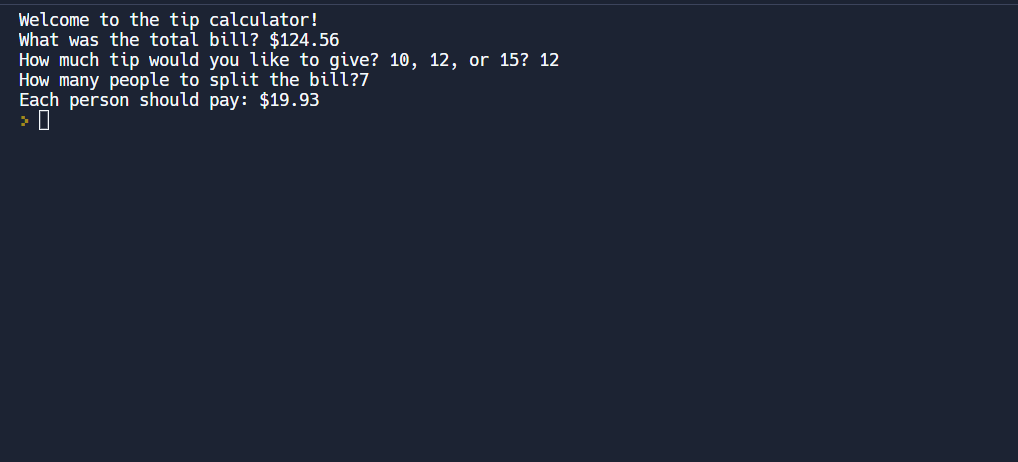 Welcome to the tip calculator!
What was the total bill? $124.56
How much tip would you like to give? 10, 12, or 15? 12
How many people to split the bill?7
Each person should pay: $19.93
>